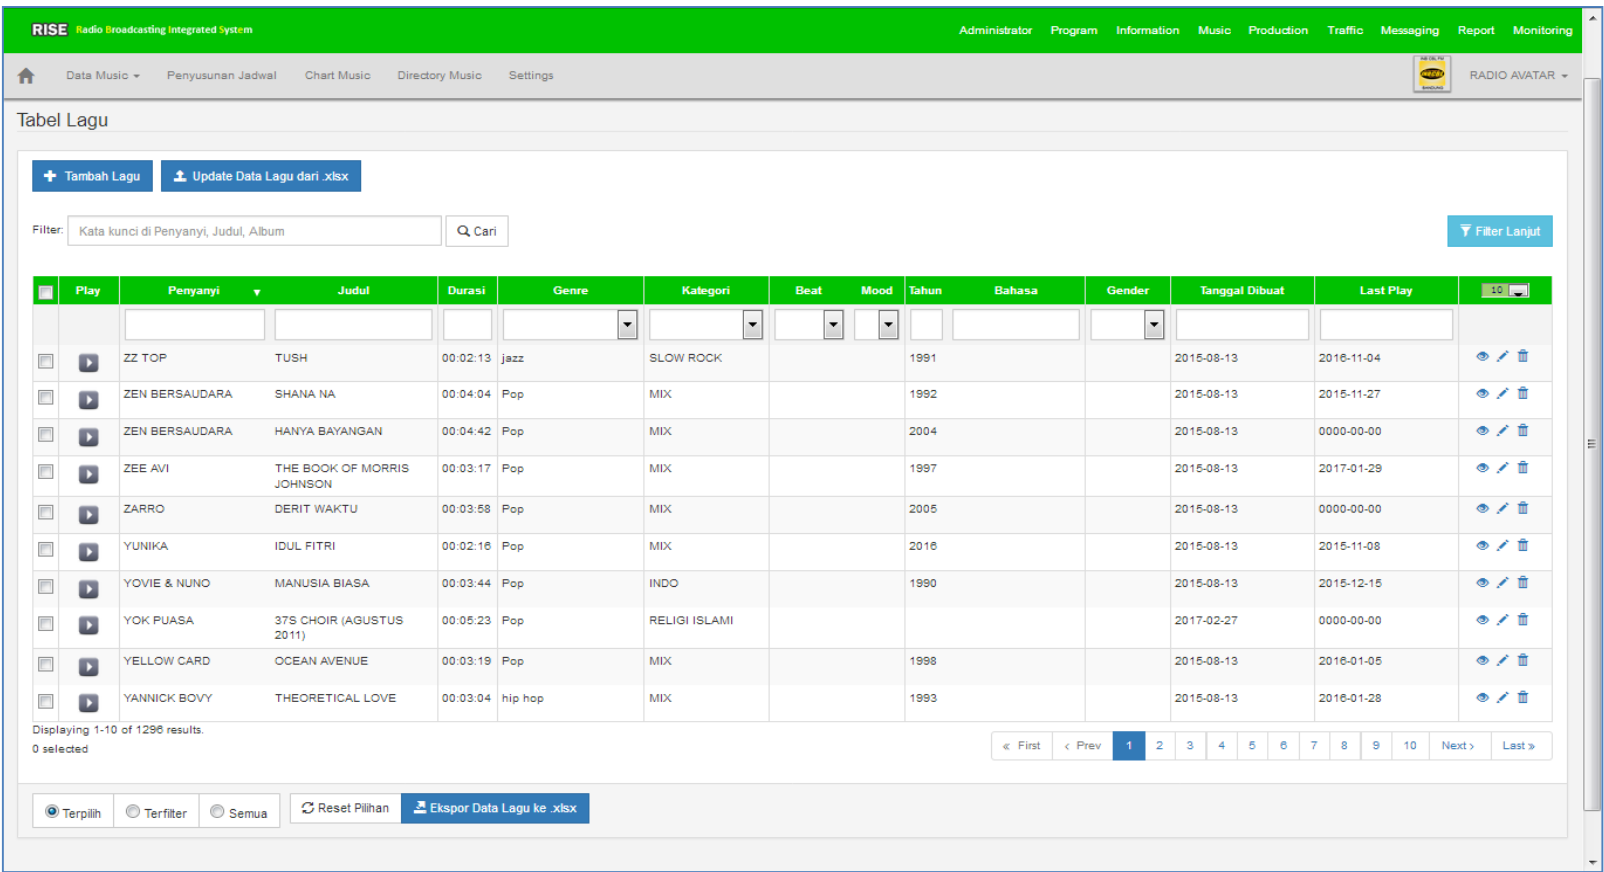 RISE Radio Broadcasting Integrated System Administrator Program Information Music Production Traffic Messaging Report Monitoring
Data Music Penyusunan Jadwal Chart Music Directory Music Settings RADIO AVATAR
Tabel Lagu
Tambah Lagu Update Data Lagu dari .xlsx
Filter: Kata kunci di Penyanyi, Judul, Album Cari Filter Lanjut
Play Penyanyi Judul Durasi Genre Kategori Beat Mood Tahun Bahasa Gender Tanggal Dibuat Last Play 10
ZZ TOP TUSH 00:02:13 jazz SLOW ROCK 1991 2015-08-13 2016-11-04
ZEN BERSAUDARA SHANA NA 00:04:04 Pop MIX 1992 2015-08-13 2015-11-27
ZEN BERSAUDARA HANYA BAYANGAN 00:04:42 Pop MIX 2004 2015-08-13 0000-00-00
ZEE AVI THE BOOK OF MORRIS 00:03:17 Pop MIX 1997 2015-08-13 2017-01-29
JOHNSON
ZARRO DERIT WAKTU 00:03:58 Pop MIX 2005 2015-08-13 0000-00-00
YUNIKA IDUL FITRI 00:02:16 Pop MIX 2016 2015-08-13 2015-11-08
YOVIE & NUNO MANUSIA BIASA 00:03:44 Pop INDO 1990 2015-08-13 2015-12-15
YOK PUASA 37S CHOIR (AGUSTUS 00:05:23 Pop RELIGI ISLAMI 2017-02-27 0000-00-00
2011)
YELLOW CARD OCEAN AVENUE 00:03:19 Pop MIX 1998 2015-08-13 2016-01-05
YANNICK BOVY THEORETICAL LOVE 00:03:04 hip hop MIX 1993 2015-08-13 2016-01-28
Displaying 1-10 of 1296 results.
0 selected
« First ‹ Prev 1 2 3 4 5 6 7 8 9 10 Next › Last »
Terpilih Terfilter Semua Reset Pilihan Ekspor Data Lagu ke .xlsx